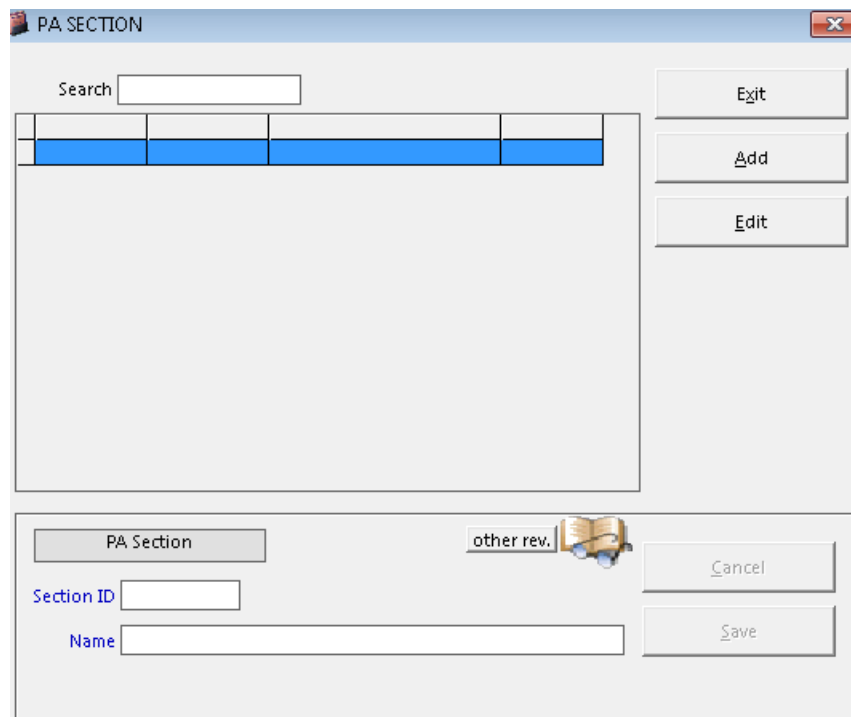 PA SECTION
Search
Exit
Add
Edit
PA Section
other rev.
Cancel
Section ID
Save
Name